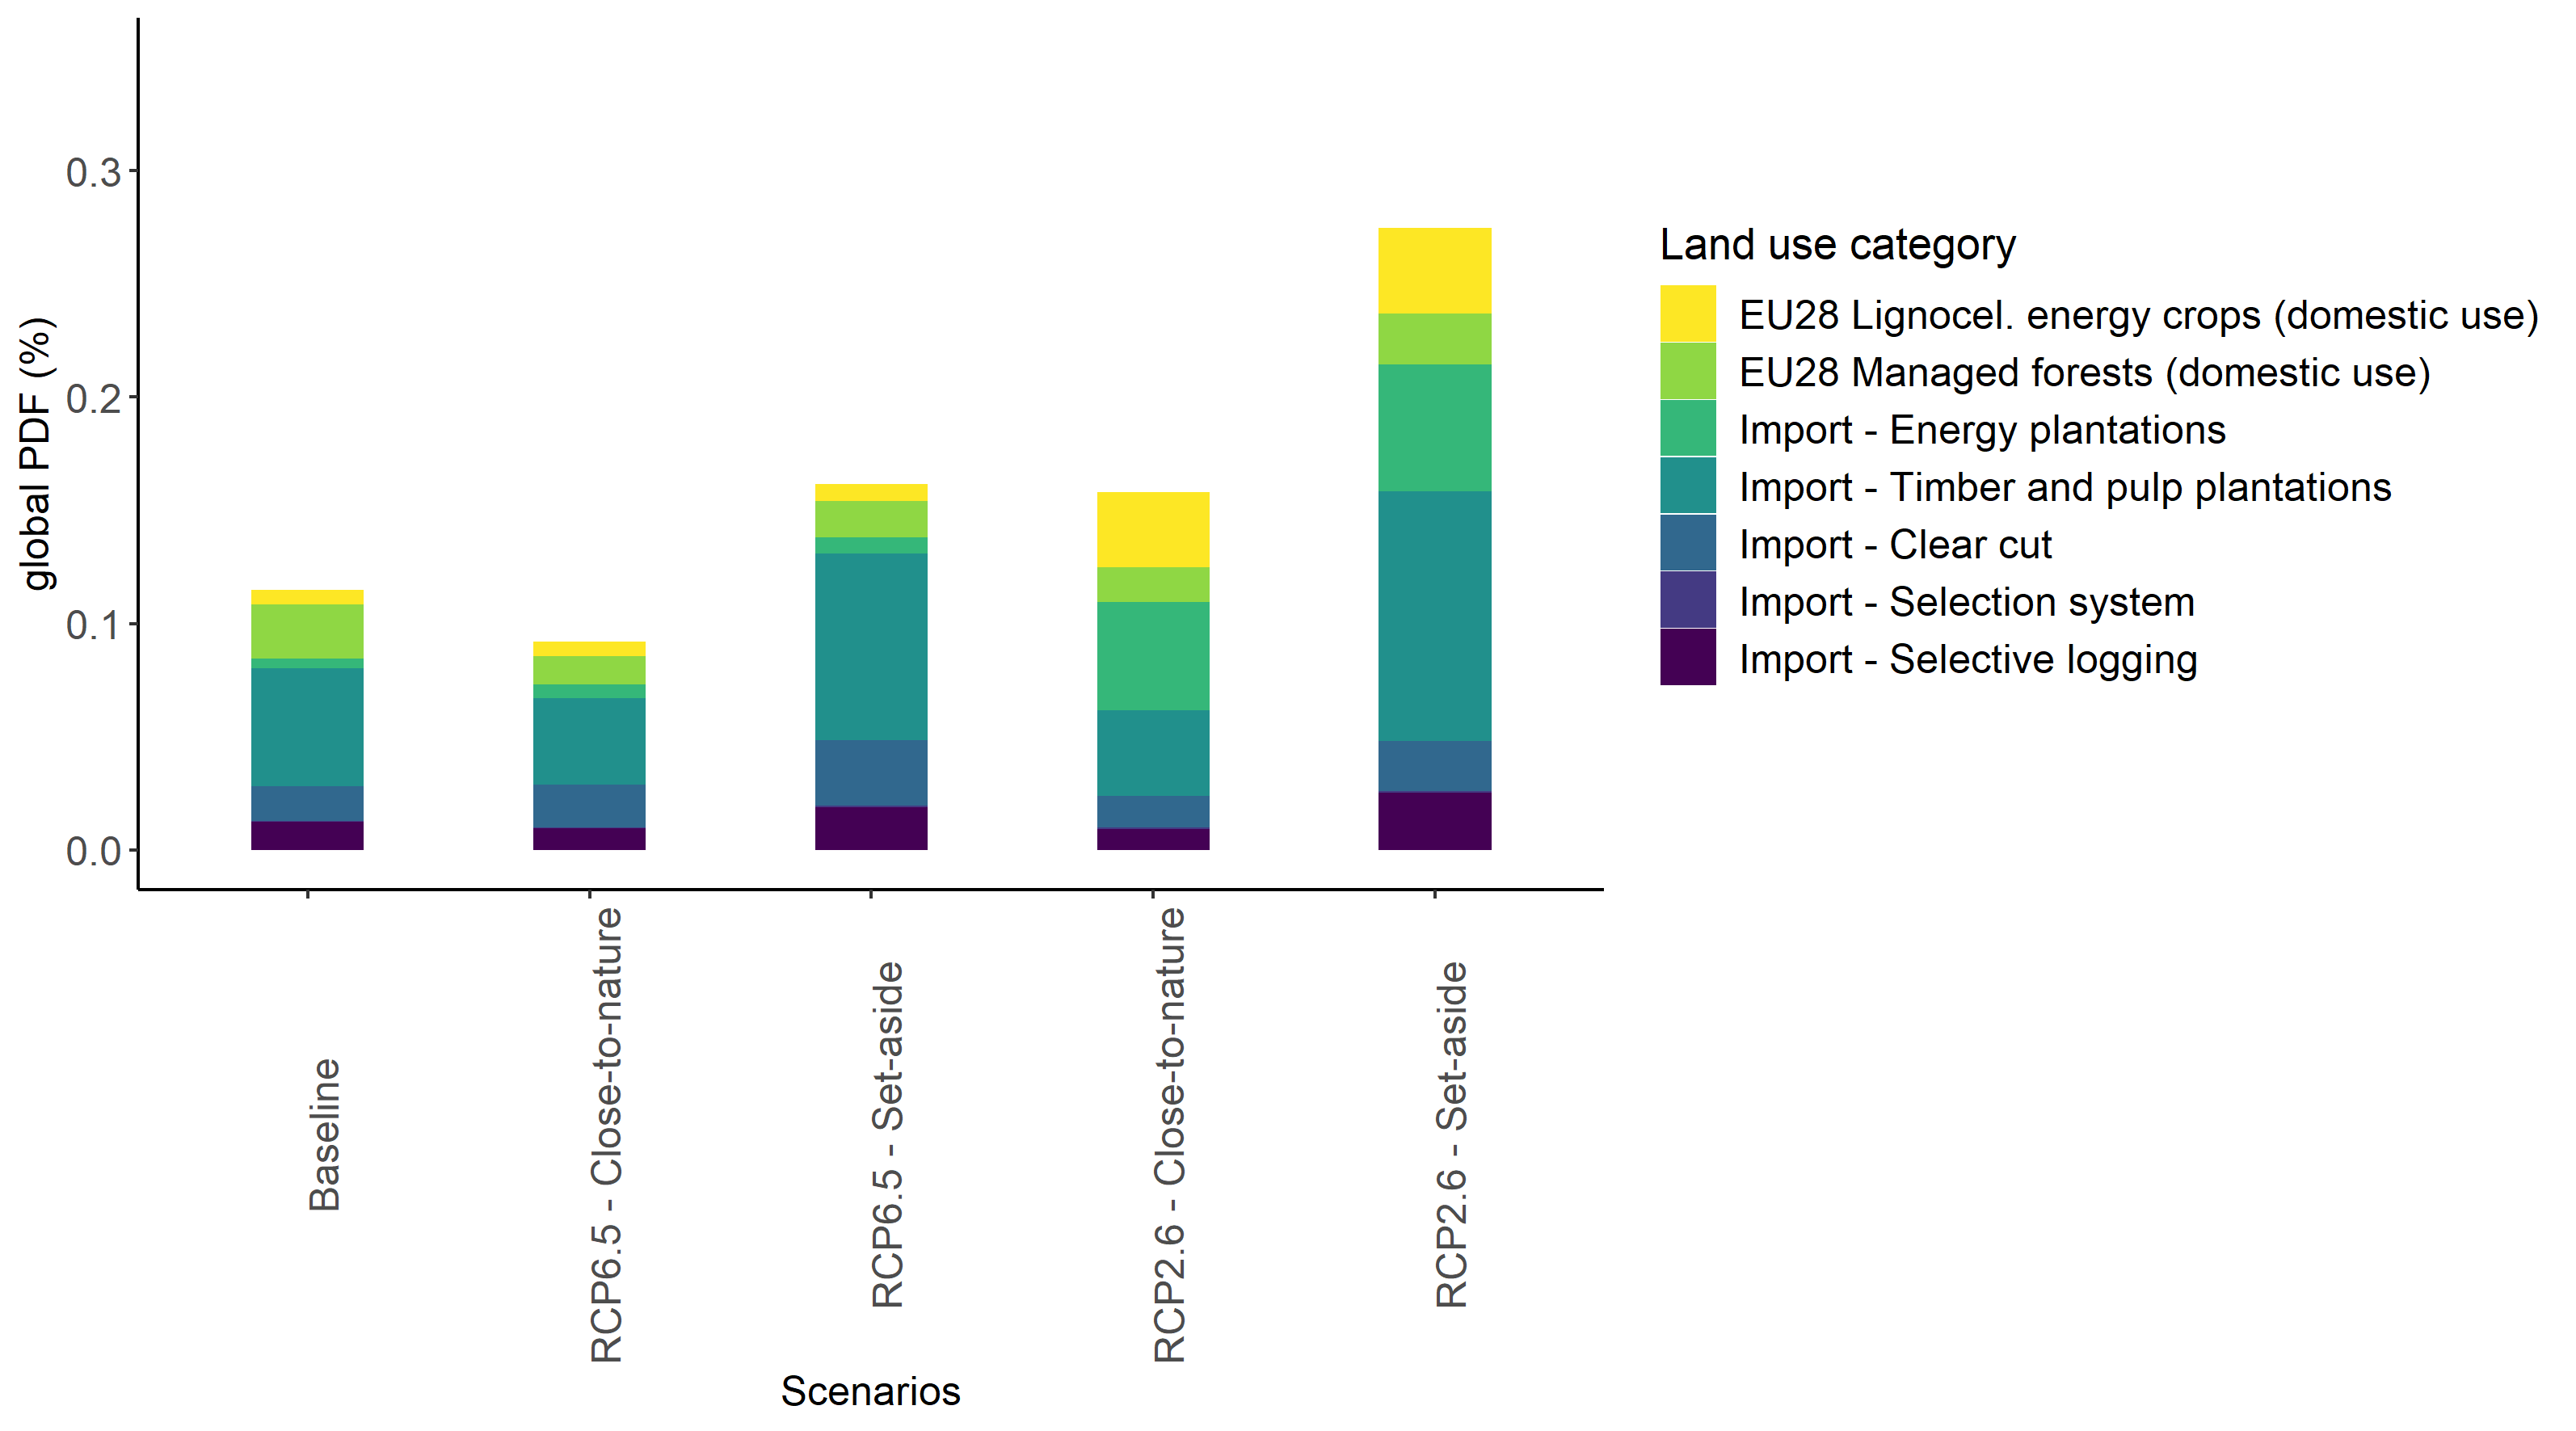 global PDF (%)
0.3
0.2
0.1
0.0
Baseline
RCP6.5 - Close-to-nature
RCP6.5 - Set-aside
RCP2.6 - Close-to-nature
RCP2.6 - Set-aside
Scenarios
Land use category
EU28 Lignocel. energy crops (domestic use)
EU28 Managed forests (domestic use)
Import - Energy plantations
Import - Timber and pulp plantations
Import - Clear cut
Import - Selection system
Import - Selective logging